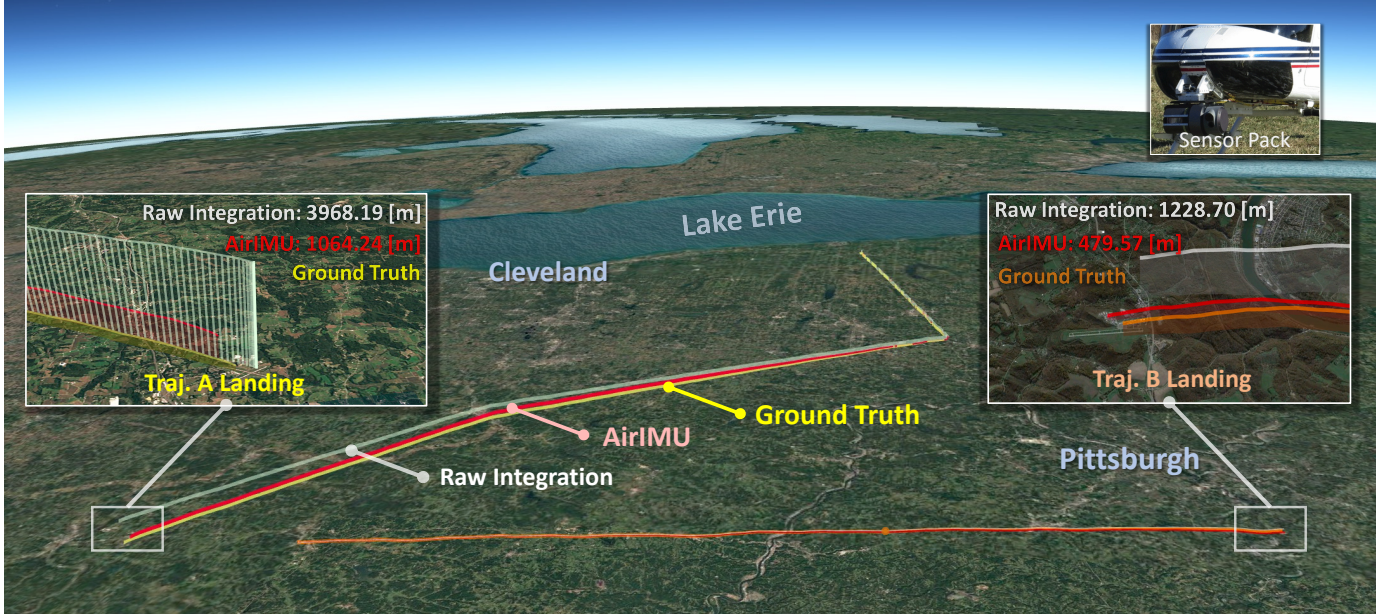 Sensor Pack
Raw Integration: 3968.19 [m]
AirIMU: 1064.24 [m]
Ground Truth
Traj. A Landing
Lake Erie
Cleveland
Raw Integration: 1228.70 [m]
AirIMU: 479.57 [m]
Ground Truth
Traj. B Landing
Ground Truth
AirIMU
Raw Integration
Pittsburgh